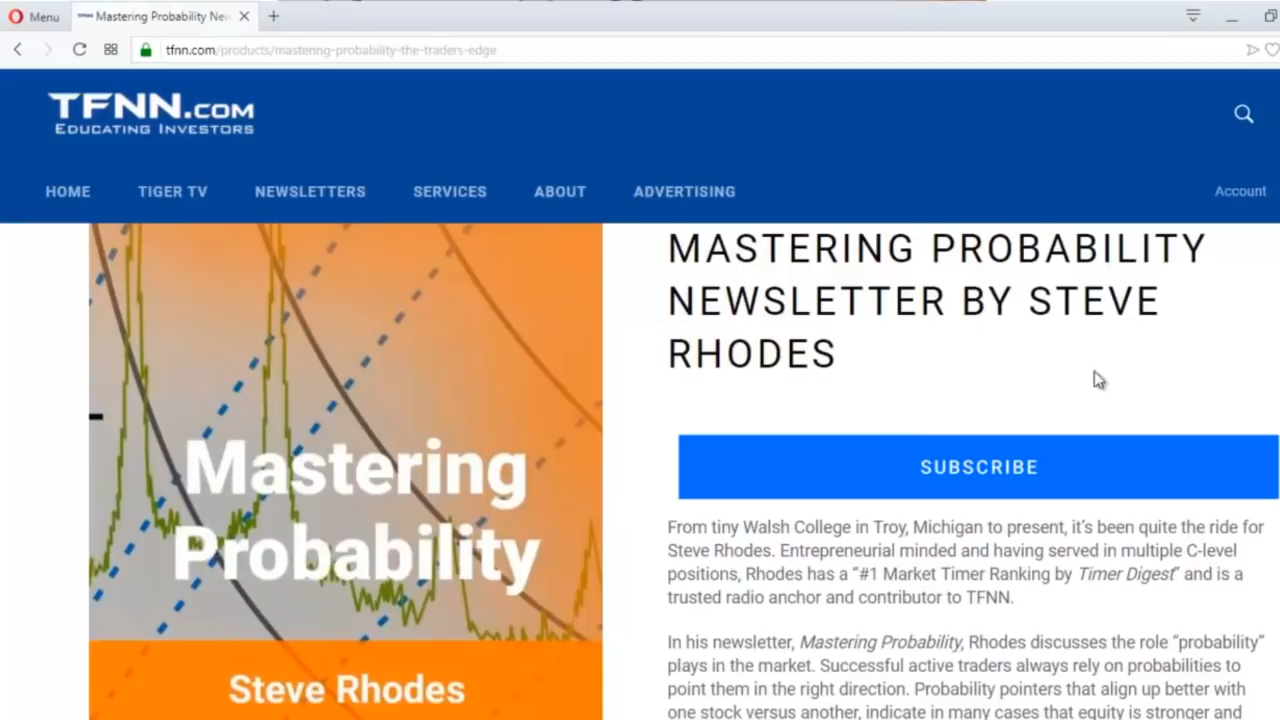 Menu
Mastering Probability New
tfnn.com/products/mastering-probability-the-traders-edge
TFNN.COM
EDUCATING INVESTORS
HOME TIGER TV NEWSLETTERS SERVICES ABOUT ADVERTISING Account
MASTERING PROBABILITY
NEWSLETTER BY STEVE
RHODES
Mastering
Probability
Steve Rhodes
SUBSCRIBE
From tiny Walsh College in Troy, Michigan to present, it's been quite the ride for
Steve Rhodes. Entrepreneurial minded and having served in multiple C-level
positions, Rhodes has a “#1 Market Timer Ranking by Timer Digest” and is a
trusted radio anchor and contributor to TFNN.
In his newsletter, Mastering Probability, Rhodes discusses the role “probability”
plays in the market. Successful active traders always rely on probabilities to
point them in the right direction. Probability pointers that align up better with
one stock versus another, indicate in many cases that equity is stronger and